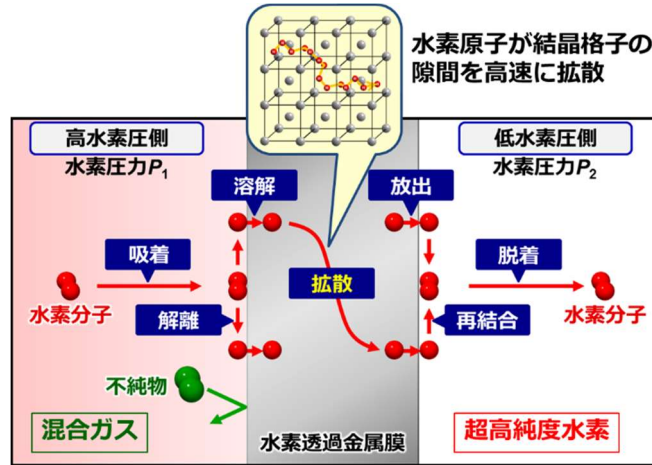 水素原子が結晶格子の
隙間を高速に拡散
高水素圧側
水素圧力P₁
低水素圧側
水素圧力P₂
溶解
放出
吸着
拡散
脱着
水素分子
解離
再結合
水素分子
不純物
混合ガス
水素透過金属膜
超高純度水素